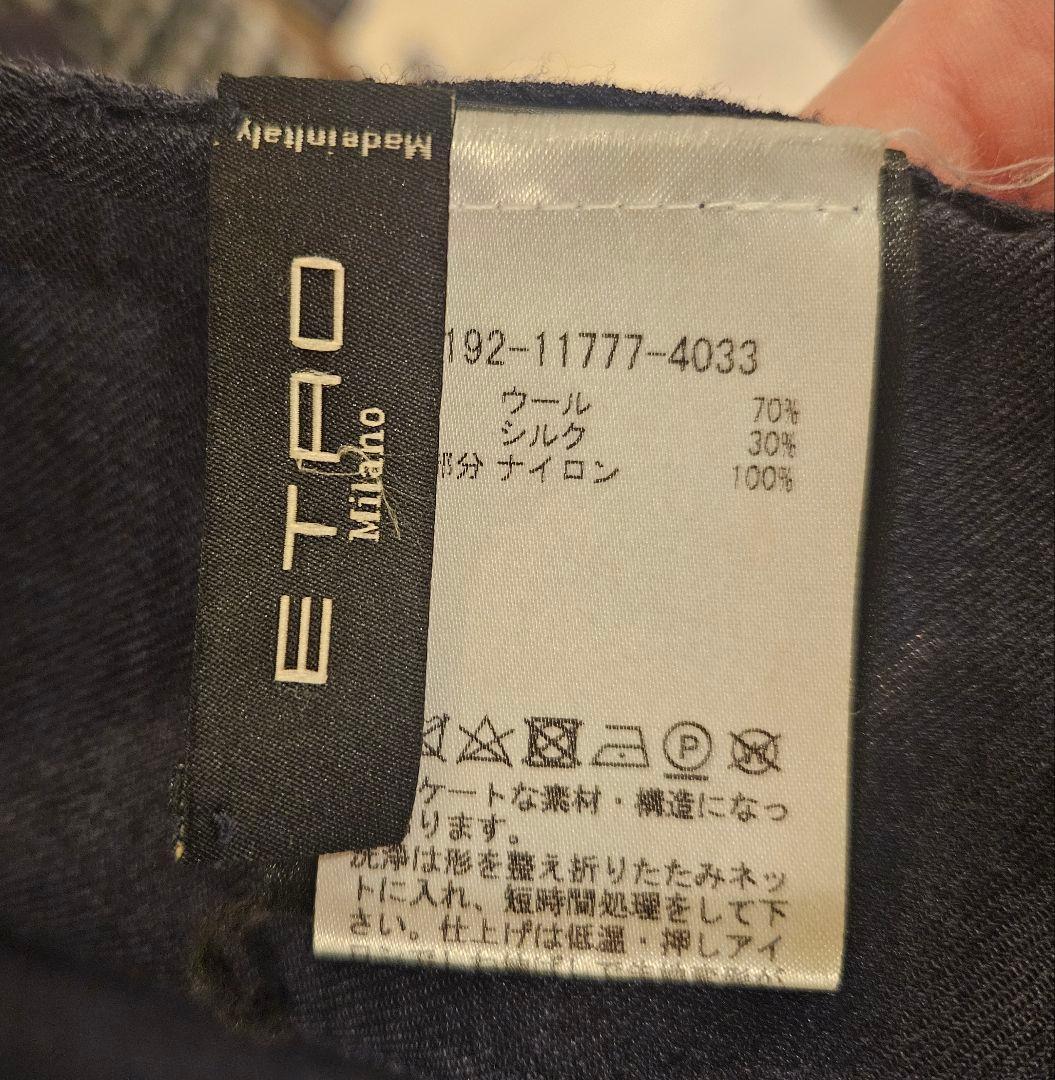 Made in Italy
ETRO
Milano
192-11777-4033
ウール 70%
シルク 30%
部分 ナイロン 100%
ケートな素材・構造になっ
ります。
洗浄は形を整え折りたたみネッ
トに入れ、短時間処理をして下
さい。仕上げは低温・押しアイ